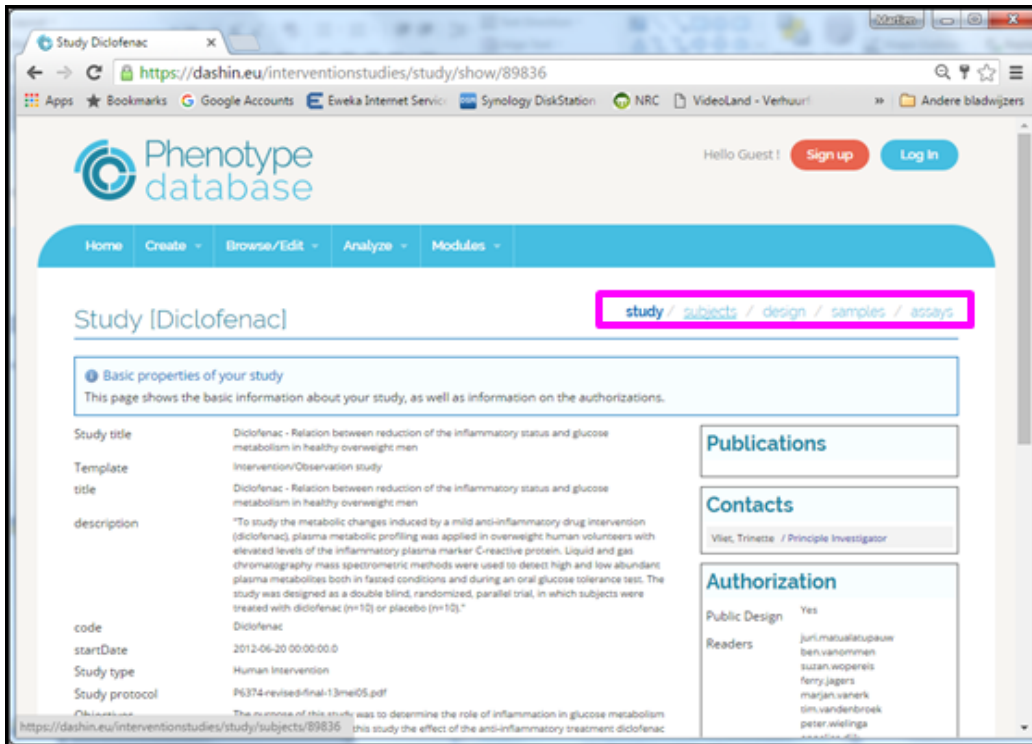 Martien
Study Diclofenac
https://dashin.eu/interventionstudies/study/show/89836
Apps Bookmarks Google Accounts Eweka Internet Servic Synology DiskStation NRC VideoLand - Verhuur » Andere bladwijzers
Phenotype
database
Hello Guest ! Sign up Log In
Home Create Browse/Edit Analyze Modules
Study [Diclofenac]
study / subjects / design / samples / assays
Basic properties of your study
This page shows the basic information about your study, as well as information on the authorizations.
Study title Diclofenac - Relation between reduction of the inflammatory status and glucose
metabolism in healthy overweight men
Template Intervention/Observation study
title Diclofenac - Relation between reduction of the inflammatory status and glucose
metabolism in healthy overweight men
description "To study the metabolic changes induced by a mild anti-inflammatory drug intervention
(diclofenac), plasma metabolic profiling was applied in overweight human volunteers with
elevated levels of the inflammatory plasma marker C-reactive protein. Liquid and gas
chromatography mass spectrometric methods were used to detect high and low abundant
plasma metabolites both in fasted conditions and during an oral glucose tolerance test. The
study was designed as a double blind, randomized, parallel trial, in which subjects were
treated with diclofenac (n=10) or placebo (n=10)."
code Diclofenac
startDate 2012-06-20 00:00:00.0
Study type Human Intervention
Study protocol P6374-revised-final-13mei05.pdf
Objectives The purpose of this study was to determine the role of inflammation in glucose metabolism
https://dashin.eu/interventionstudies/study/subjects/89836 this study the effect of the anti-inflammatory treatment diclofenac
Publications
Contacts
Vliet, Trinette / Principle Investigator
Authorization
Public Design Yes
Readers juri.matualatupauw
ben.vanommen
suzan.wopereis
ferry.jagers
marjan.vanerk
tim.vandenbroek
peter.wielinga